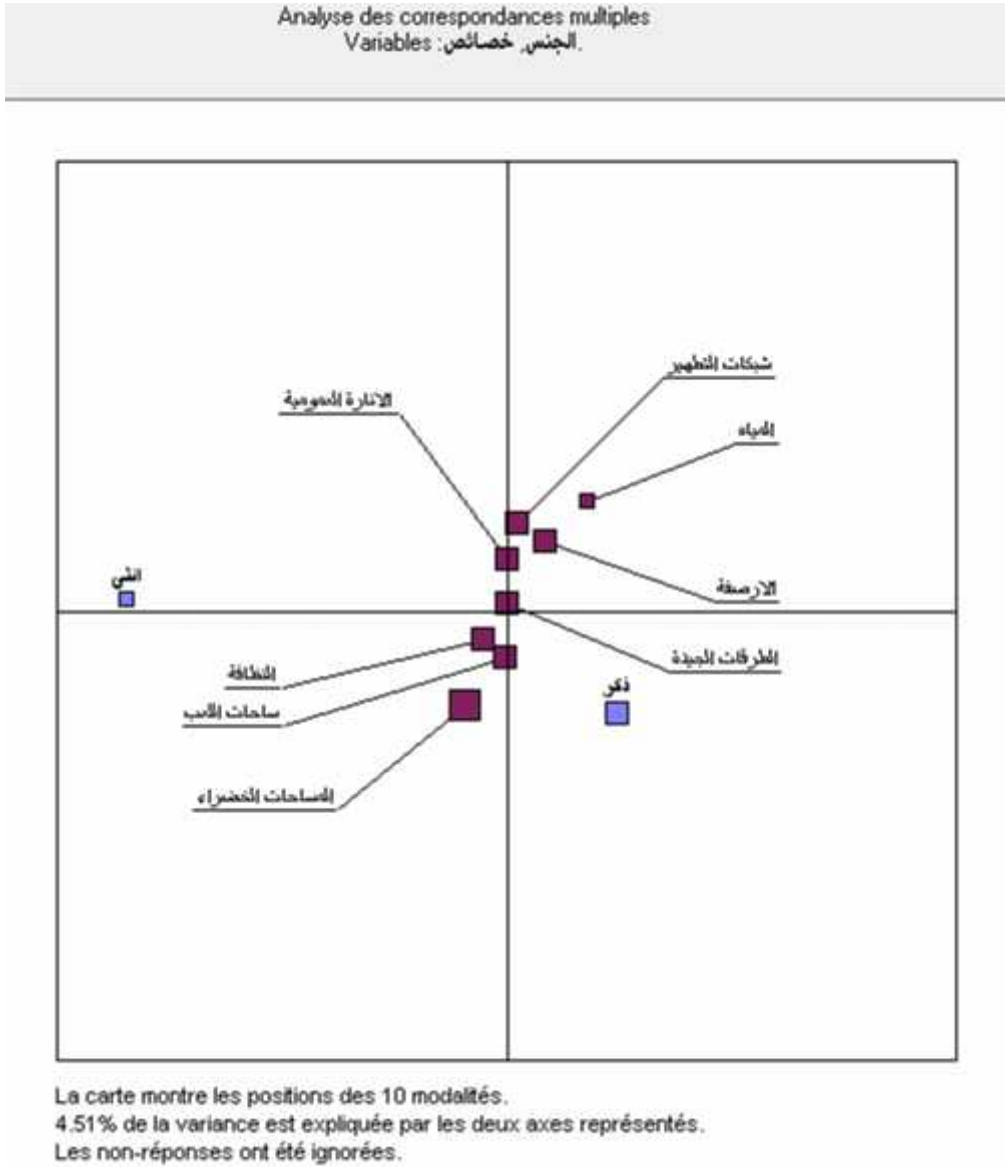 Analyse des correspondances multiples
Variables : الجنس, خصائص.
شبكات التطهير
الانارة العمومية
المياه
انثي
الارصفة
الطرقات الجيدة
النظافة
ذكر
ساحات اللعب
المساحات الخضراء
La carte montre les positions des 10 modalités.
4.51% de la variance est expliquée par les deux axes représentés.
Les non-réponses ont été ignorées.